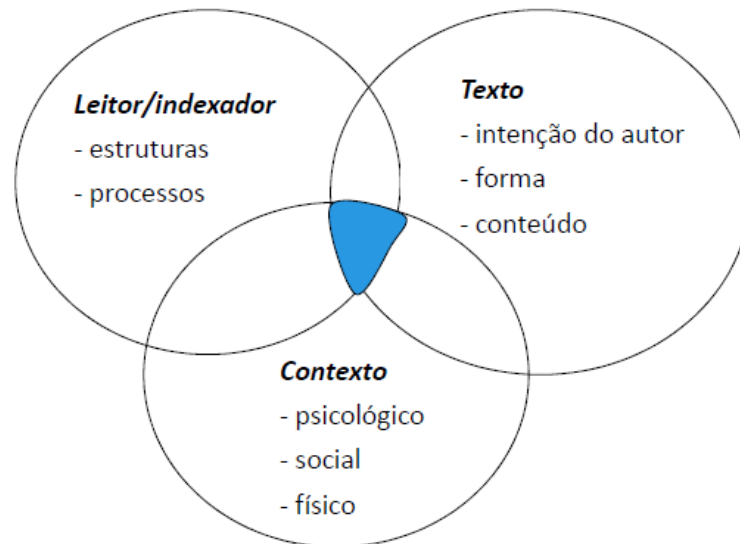 Leitor/indexador
- estruturas
- processos
Texto
- intenção do autor
- forma
- conteúdo
Contexto
- psicológico
- social
- físico